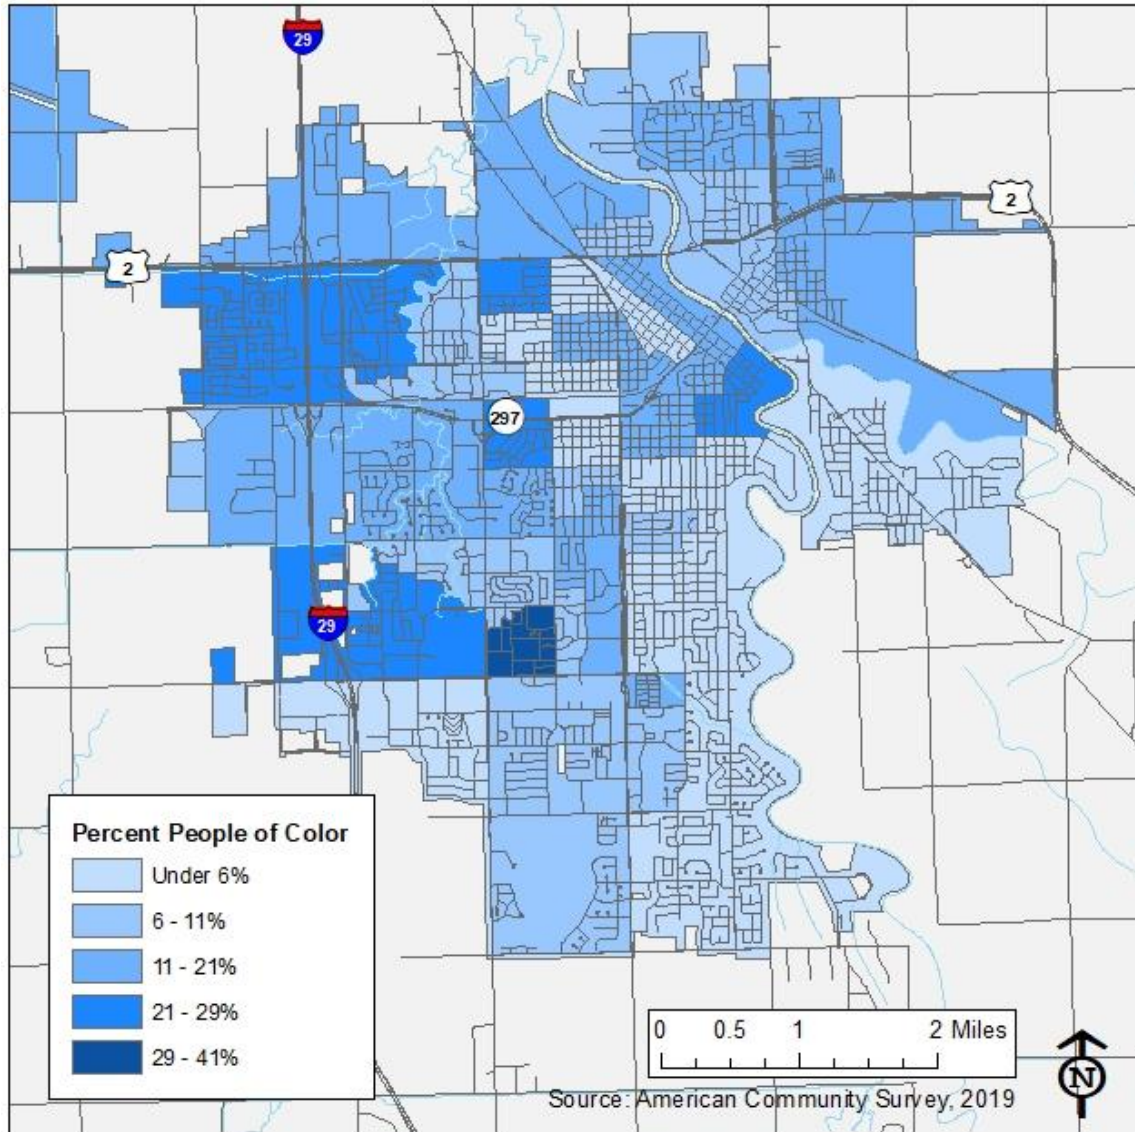 29
2
2
297
29
Percent People of Color
Under 6%
6 - 11%
11 - 21%
21 - 29%
29 - 41%
0 0.5 1 2 Miles
N
Source: American Community Survey, 2019